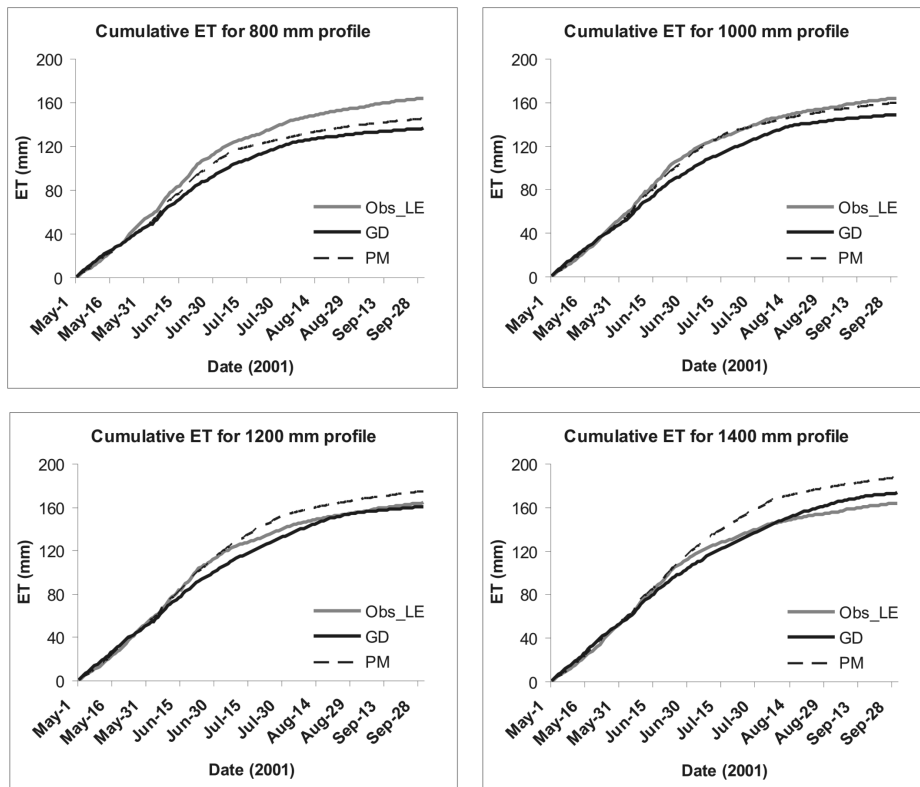 Cumulative ET for 800 mm profile
200
160
120
80
40
0
ET (mm)
Obs_LE
GD
PM
May-1
May-16
May-31
Jun-15
Jun-30
Jul-15
Jul-30
Aug-14
Aug-29
Sep-13
Sep-28
Date (2001)
Cumulative ET for 1000 mm profile
200
160
120
80
40
0
ET (mm)
Obs_LE
GD
PM
May-1
May-16
May-31
Jun-15
Jun-30
Jul-15
Jul-30
Aug-14
Aug-29
Sep-13
Sep-28
Date (2001)
Cumulative ET for 1200 mm profile
200
160
120
80
40
0
ET (mm)
Obs_LE
GD
PM
May-1
May-16
May-31
Jun-15
Jun-30
Jul-15
Jul-30
Aug-14
Aug-29
Sep-13
Sep-28
Date (2001)
Cumulative ET for 1400 mm profile
200
160
120
80
40
0
ET (mm)
Obs_LE
GD
PM
May-1
May-16
May-31
Jun-15
Jun-30
Jul-15
Jul-30
Aug-14
Aug-29
Sep-13
Sep-28
Date (2001)